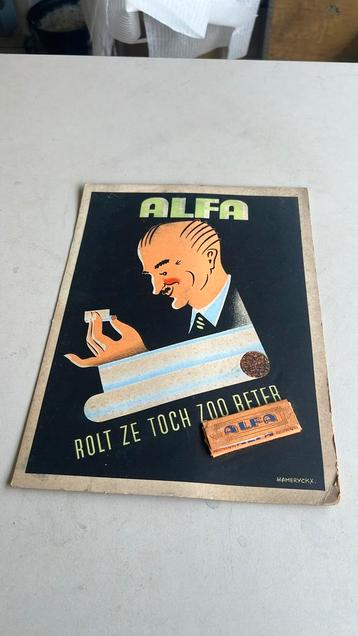 ALFA
ROLT ZE TOCH ZOO BETER
ALFA
HAMERYCKX.